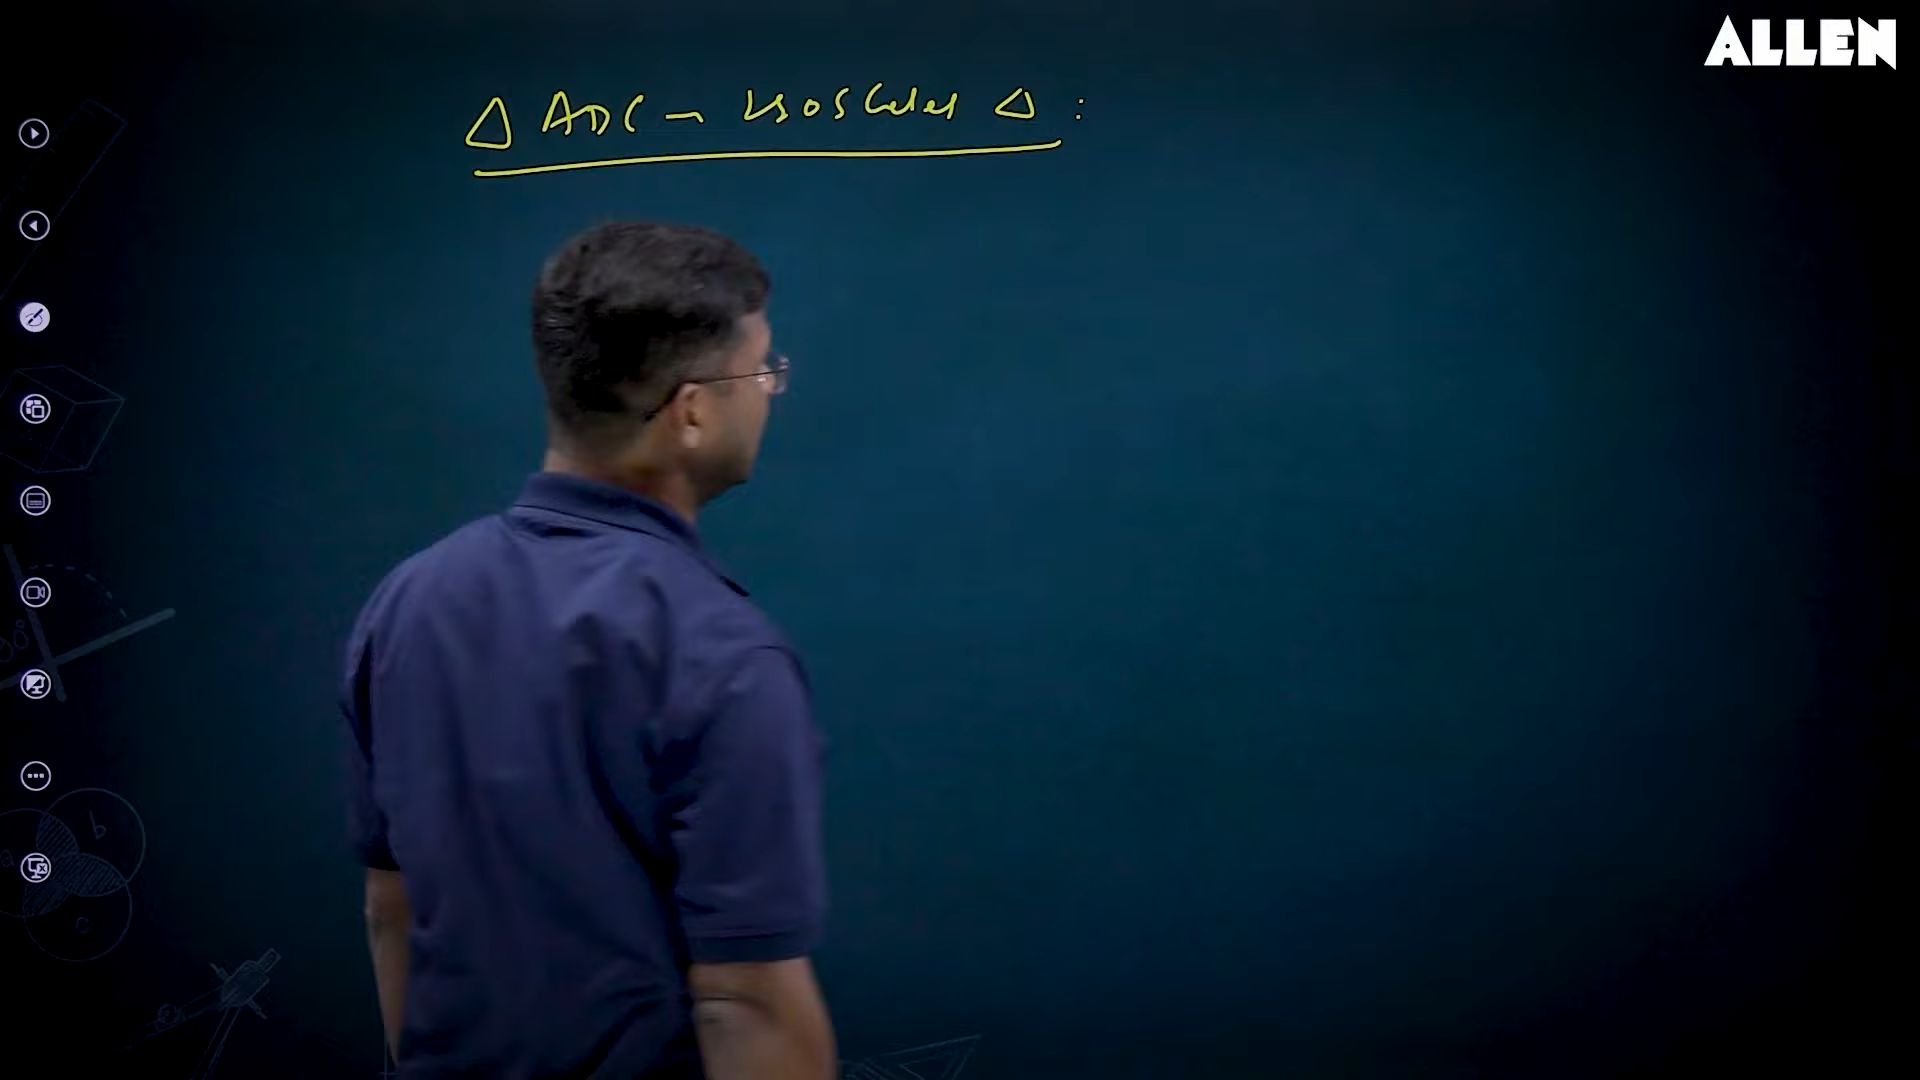 ALLEN
Δ ADC → Isosceles Δ :
b
a
c